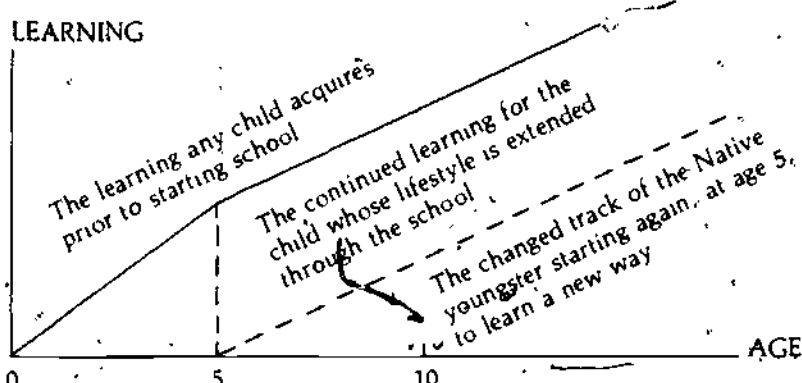 LEARNING
The learning any child acquires
prior to starting school
The continued learning for the
child whose lifestyle is extended
through the school
The changed track of the Native
youngster starting again, at age 5,
to learn a new way
AGE
0
5
10